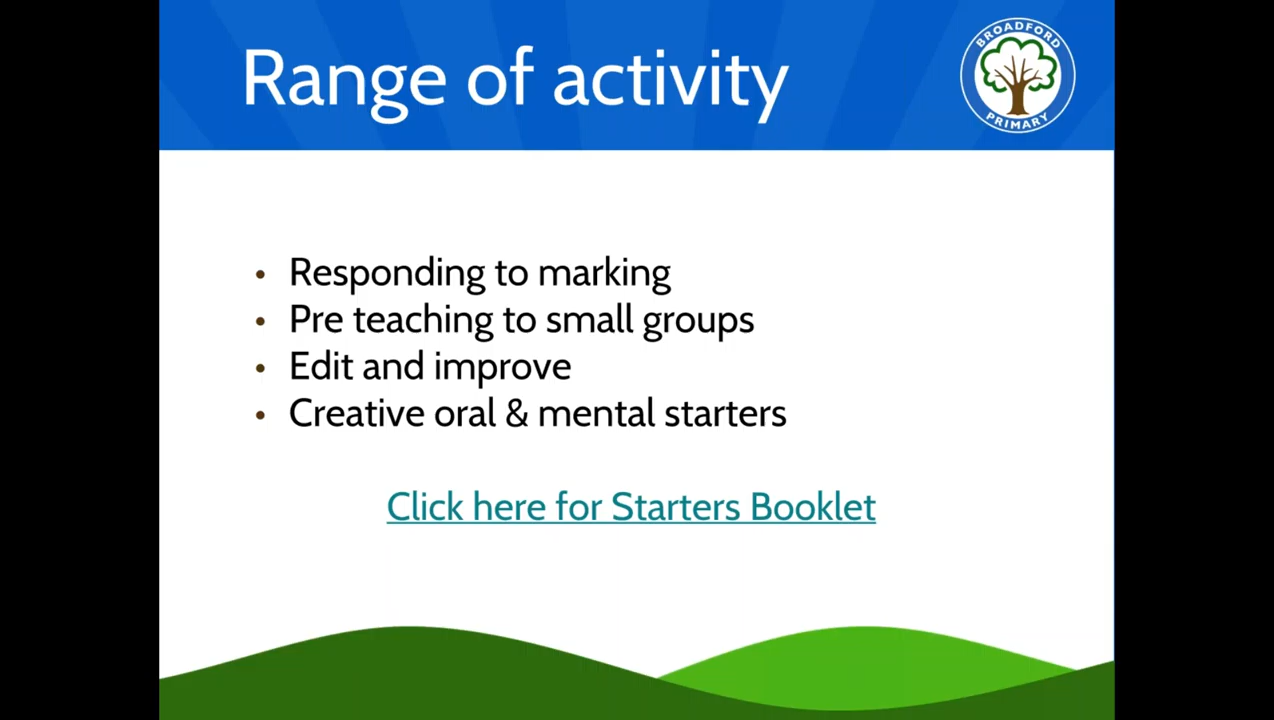 Range of activity
BROADFORD
PRIMARY
• Responding to marking
• Pre teaching to small groups
• Edit and improve
• Creative oral & mental starters
Click here for Starters Booklet